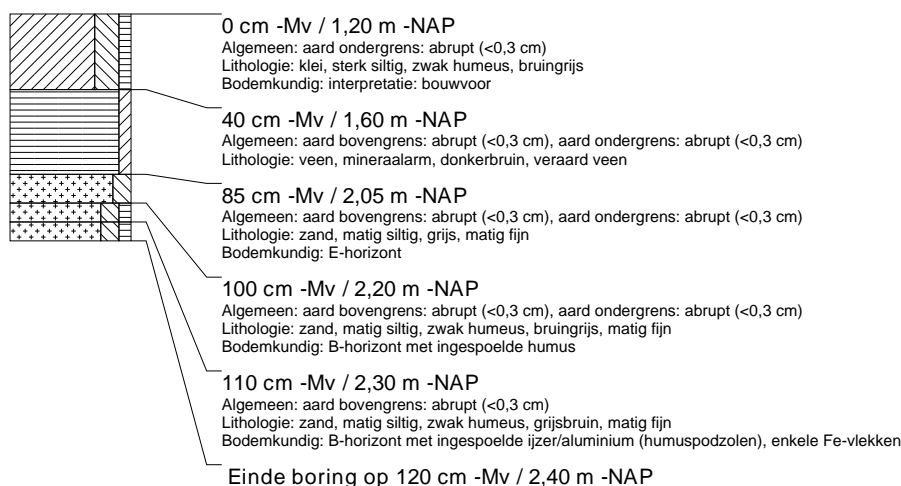 0 cm -Mv / 1,20 m -NAP
Algemeen: aard ondergrens: abrupt (<0,3 cm)
Lithologie: klei, sterk siltig, zwak humeus, bruingrijs
Bodemkundig: interpretatie: bouwvoor
40 cm -Mv / 1,60 m -NAP
Algemeen: aard bovengrens: abrupt (<0,3 cm), aard ondergrens: abrupt (<0,3 cm)
Lithologie: veen, mineraalarm, donkerbruin, veraard veen
85 cm -Mv / 2,05 m -NAP
Algemeen: aard bovengrens: abrupt (<0,3 cm), aard ondergrens: abrupt (<0,3 cm)
Lithologie: zand, matig siltig, grijs, matig fijn
Bodemkundig: E-horizont
100 cm -Mv / 2,20 m -NAP
Algemeen: aard bovengrens: abrupt (<0,3 cm), aard ondergrens: abrupt (<0,3 cm)
Lithologie: zand, matig siltig, zwak humeus, bruingrijs, matig fijn
Bodemkundig: B-horizont met ingespoelde humus
110 cm -Mv / 2,30 m -NAP
Algemeen: aard bovengrens: abrupt (<0,3 cm)
Lithologie: zand, matig siltig, zwak humeus, grijsbruin, matig fijn
Bodemkundig: B-horizont met ingespoelde ijzer/aluminium (humuspodzolen), enkele Fe-vlekken
Einde boring op 120 cm -Mv / 2,40 m -NAP